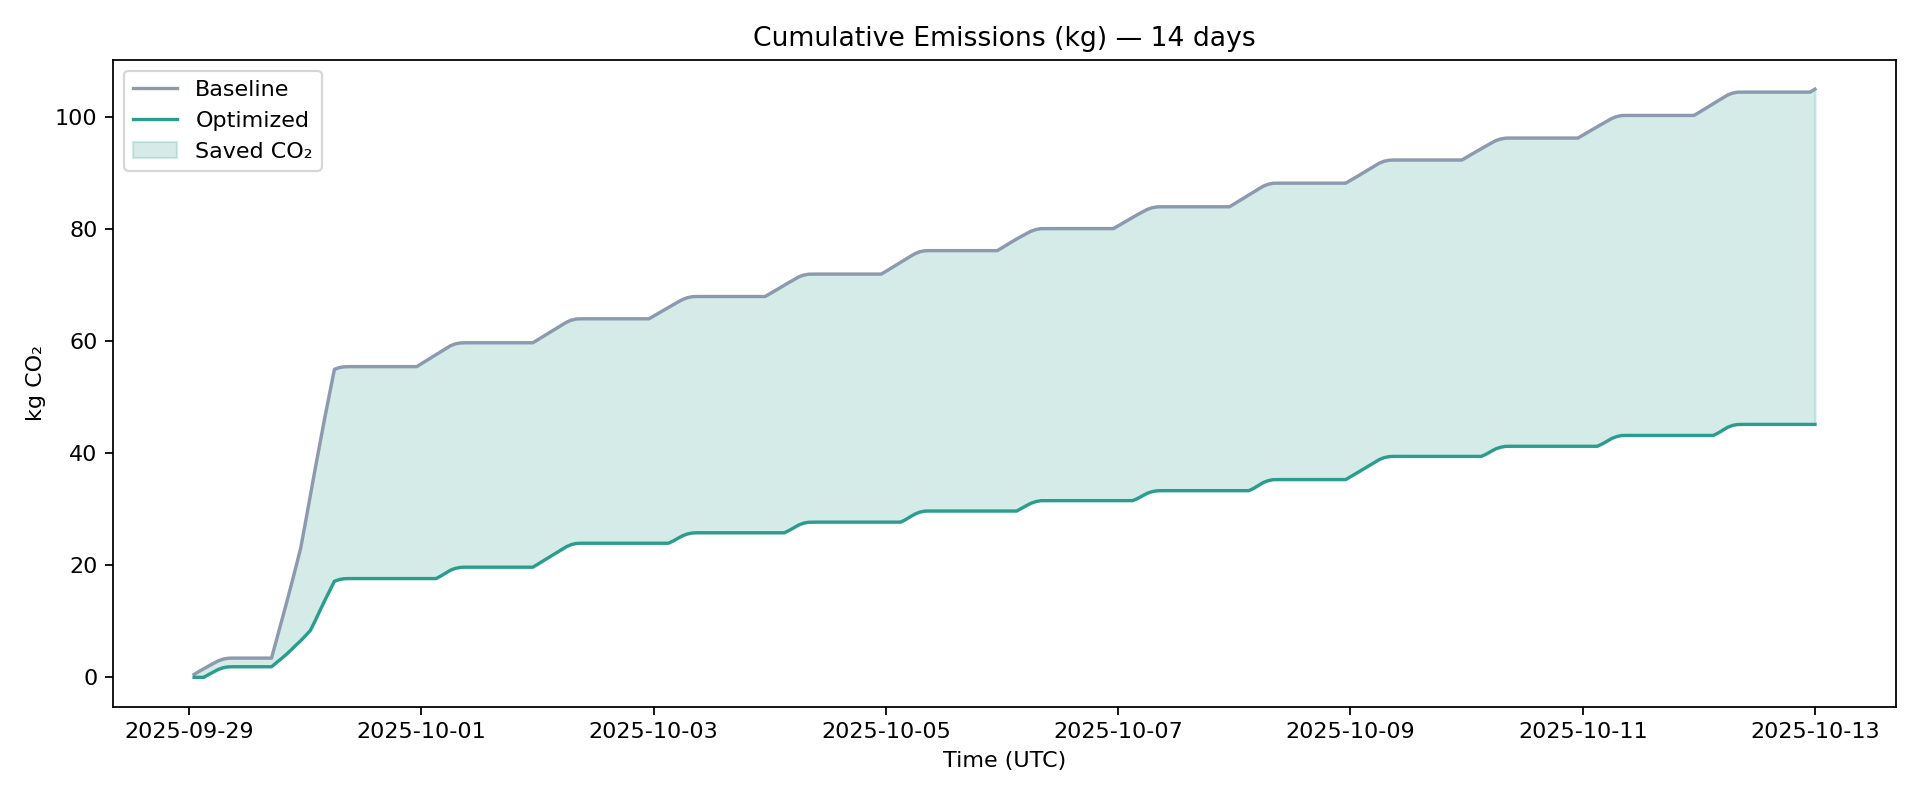 Cumulative Emissions (kg) — 14 days
Baseline
Optimized
Saved CO₂
100
80
60
40
20
0
kg CO₂
2025-09-29 2025-10-01 2025-10-03 2025-10-05 2025-10-07 2025-10-09 2025-10-11 2025-10-13
Time (UTC)